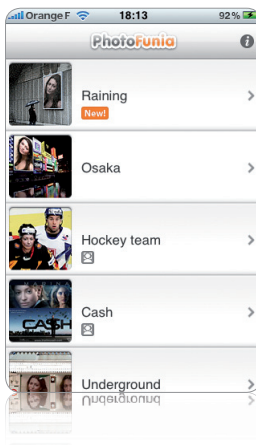 Orange F 18:13 92%
PhotoFunia
Raining
New!
Osaka
Hockey team
Cash
CASH
Underground